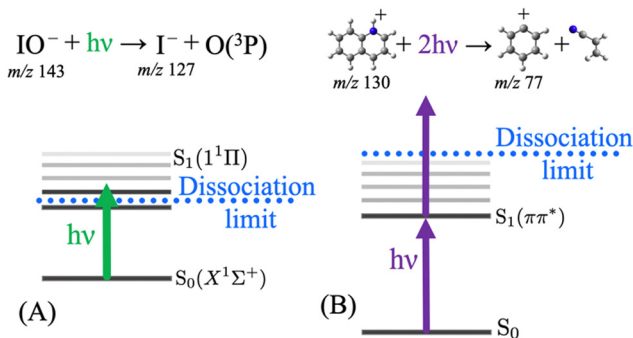 IO⁻ + hν → I⁻ + O(³P)
m/z 143 m/z 127
S₁(1¹Π)
Dissociation
limit
hν
S₀(X¹Σ⁺)
(A)
+ + 2hν → + +
m/z 130 m/z 77
Dissociation
limit
S₁(ππ*)
hν
S₀
(B)